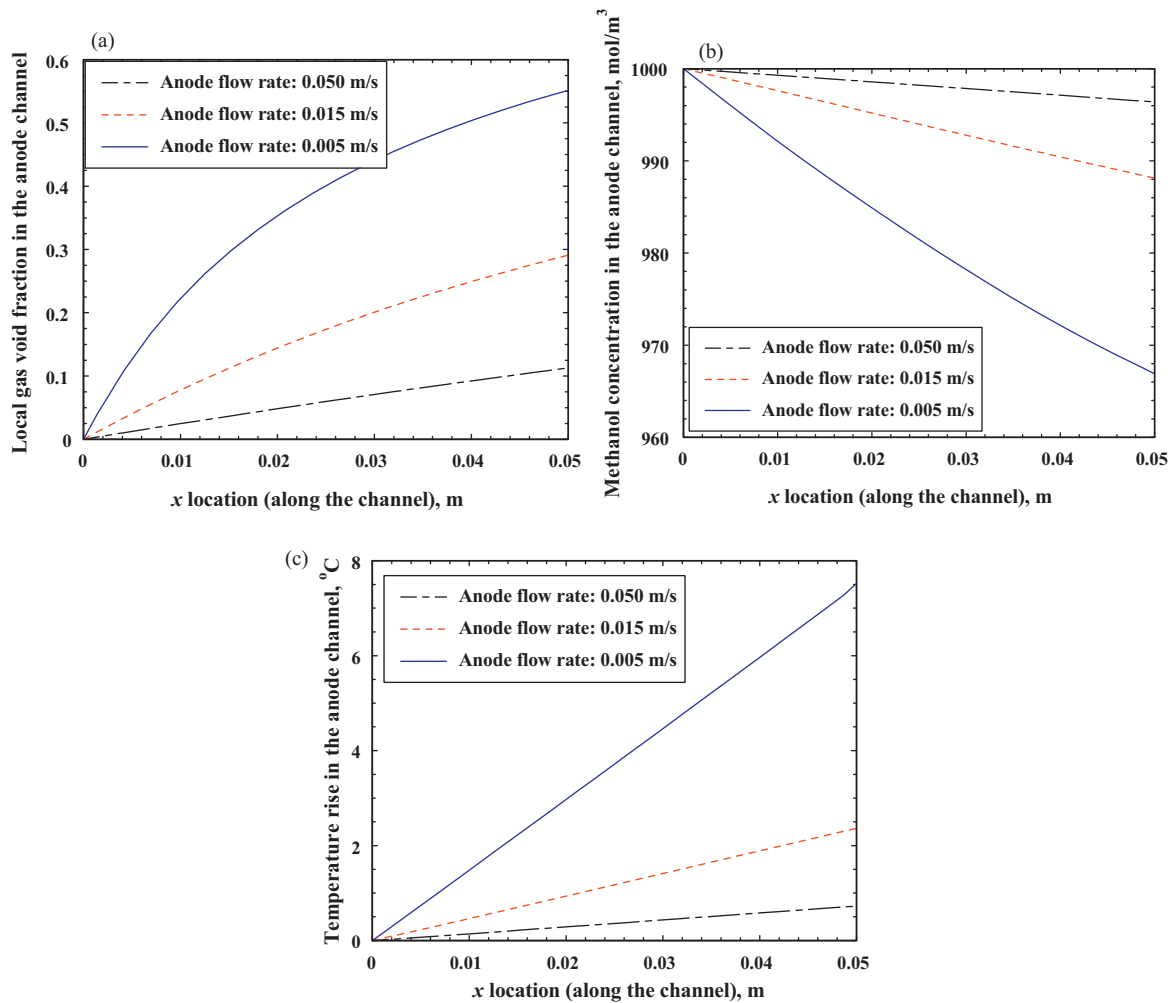 (a)
Local gas void fraction in the anode channel
0.6
0.5
0.4
0.3
0.2
0.1
0
Anode flow rate: 0.050 m/s
Anode flow rate: 0.015 m/s
Anode flow rate: 0.005 m/s
0 0.01 0.02 0.03 0.04 0.05
x location (along the channel), m
(b)
Methanol concentration in the anode channel, mol/m³
1000
990
980
970
960
Anode flow rate: 0.050 m/s
Anode flow rate: 0.015 m/s
Anode flow rate: 0.005 m/s
0 0.01 0.02 0.03 0.04 0.05
x location (along the channel), m
(c)
Temperature rise in the anode channel, °C
8
6
4
2
0
Anode flow rate: 0.050 m/s
Anode flow rate: 0.015 m/s
Anode flow rate: 0.005 m/s
0 0.01 0.02 0.03 0.04 0.05
x location (along the channel), m